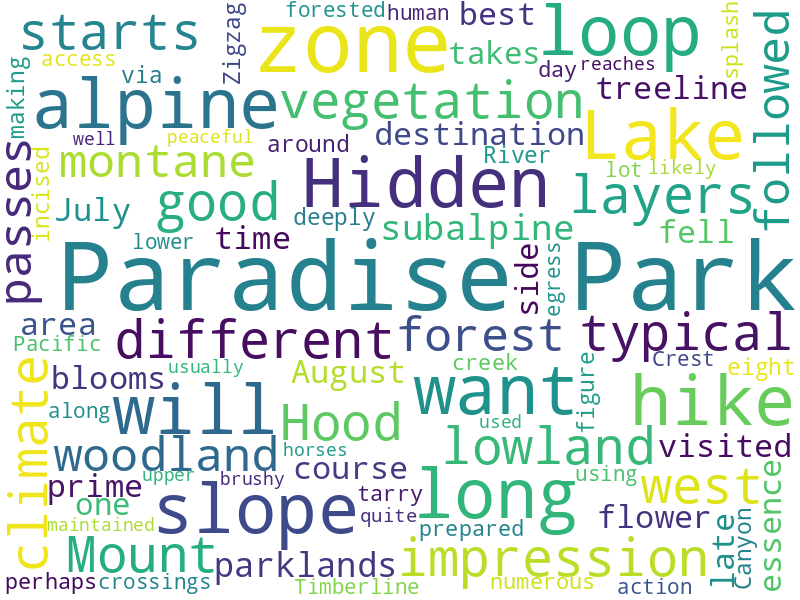 starts
forested
human
best
zone
loop
splash
access
via
Zigzag
takes
day
reaches
treeline
making
alpine
vegetation
followed
well
peaceful
around
destination
Lake
passes
incised
montane
River
lot
likely
Hidden
layers
July
good
deeply
subalpine
fell
lower
time
Paradise
side
egress
Park
area
different
forest
typical
Pacific
usually
creek
Crest
eight
climate
blooms
August
want
figure
hike
along
will
Hood
used
woodland
horses
lowland
visited
prime
upper
brushy
course
long
using
west
one
slope
tarry
quite
prepared
flower
late
Canyon
essence
maintained
Mount
parklands
impression
perhaps
crossings
Timberline
numerous
action